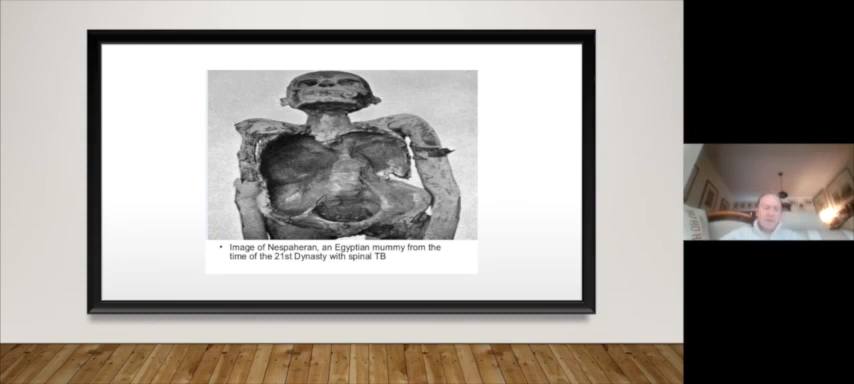 • Image of Nespaheran, an Egyptian mummy from the
time of the 21st Dynasty with spinal TB